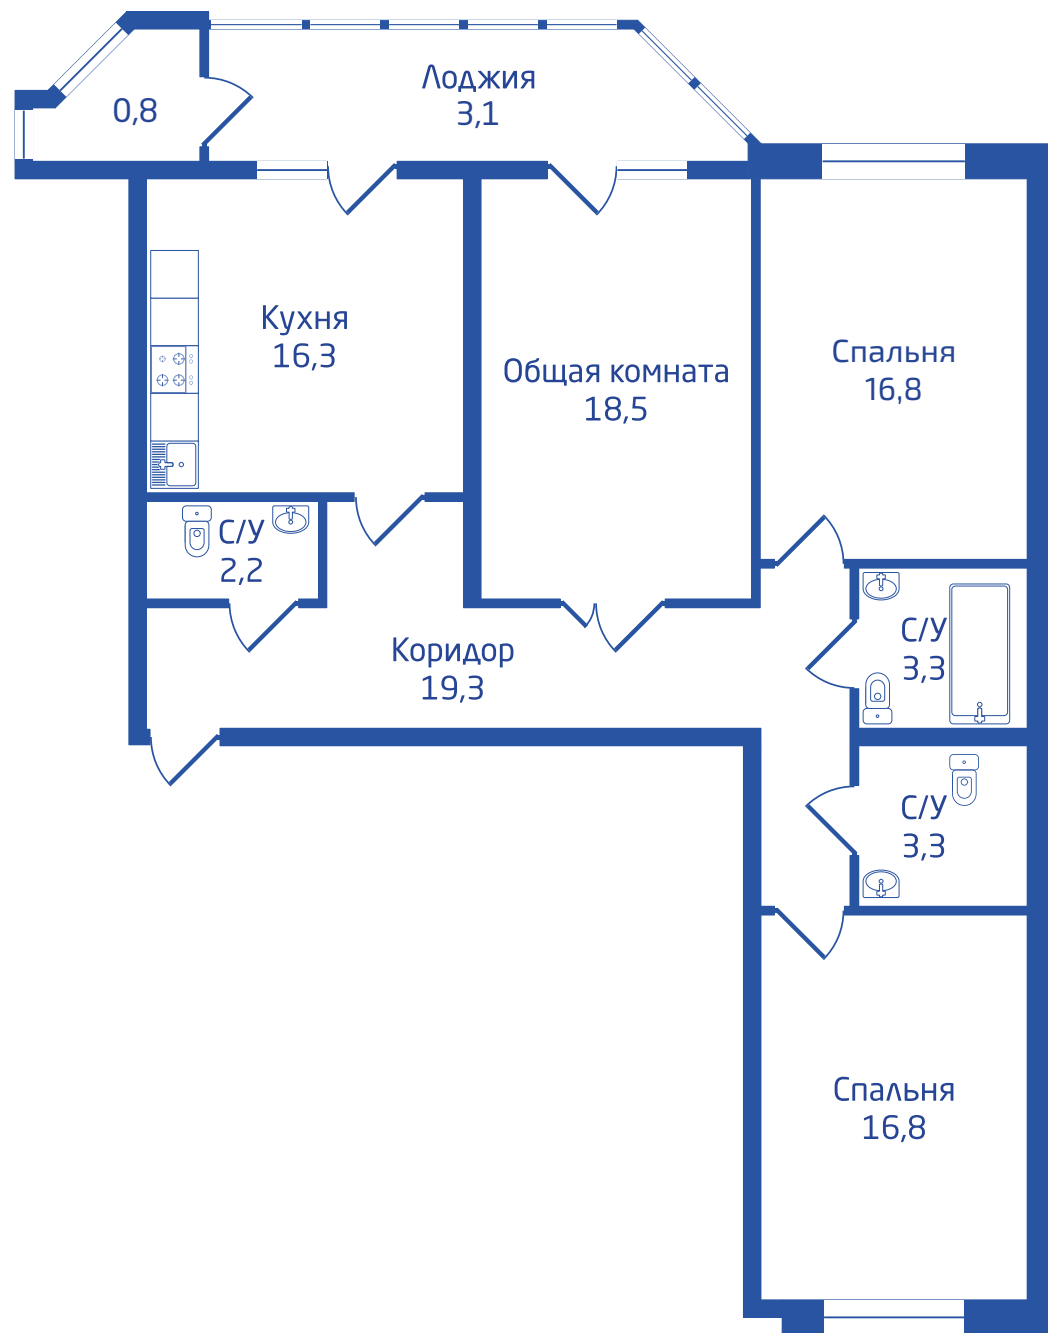 Лоджия
3,1
0,8
Кухня
16,3
Общая комната
18,5
Спальня
16,8
С/У
2,2
Коридор
19,3
С/У
3,3
С/У
3,3
Спальня
16,8